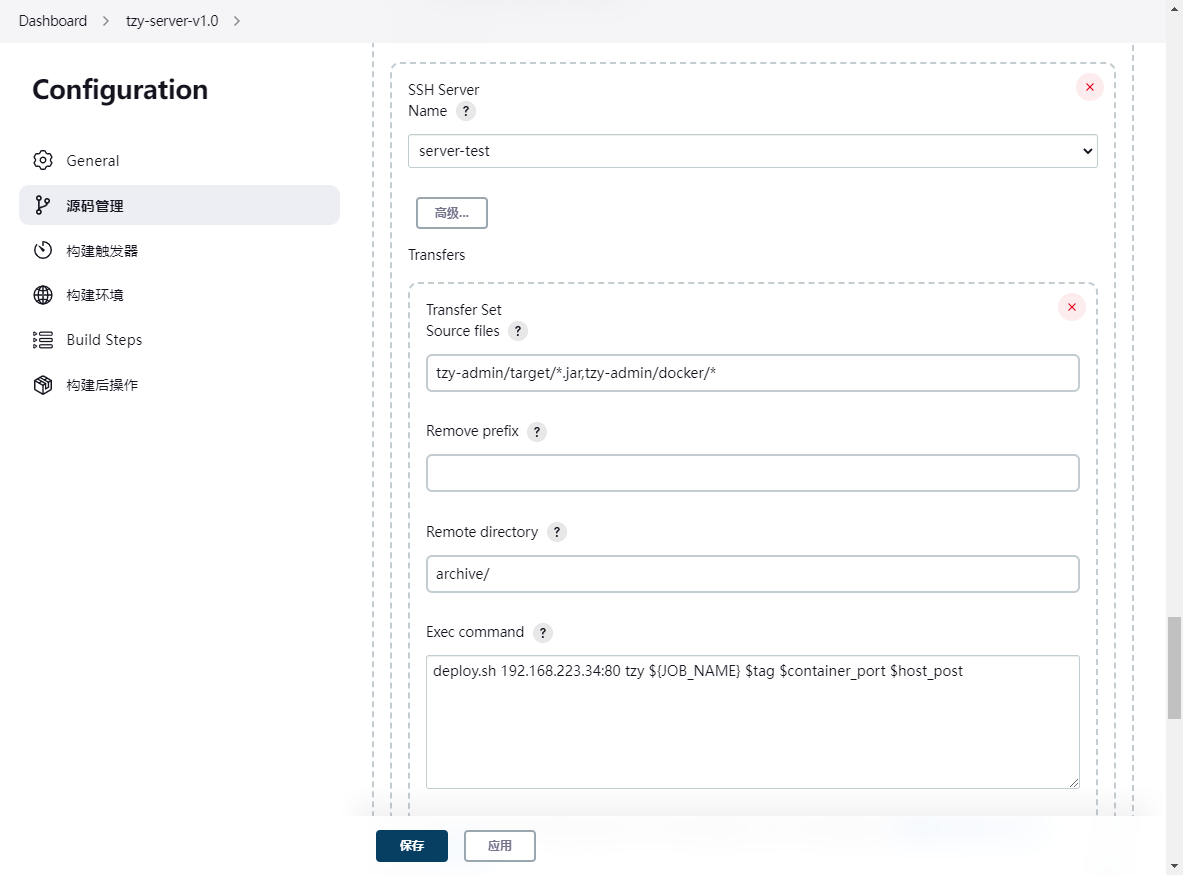 Dashboard > tzy-server-v1.0 >
Configuration
General
源码管理
构建触发器
构建环境
Build Steps
构建后操作
SSH Server
Name ?
server-test
高级...
Transfers
Transfer Set
Source files ?
tzy-admin/target/*.jar,tzy-admin/docker/*
Remove prefix ?
Remote directory ?
archive/
Exec command ?
deploy.sh 192.168.223.34:80 tzy ${JOB_NAME} $tag $container_port $host_post
保存
应用